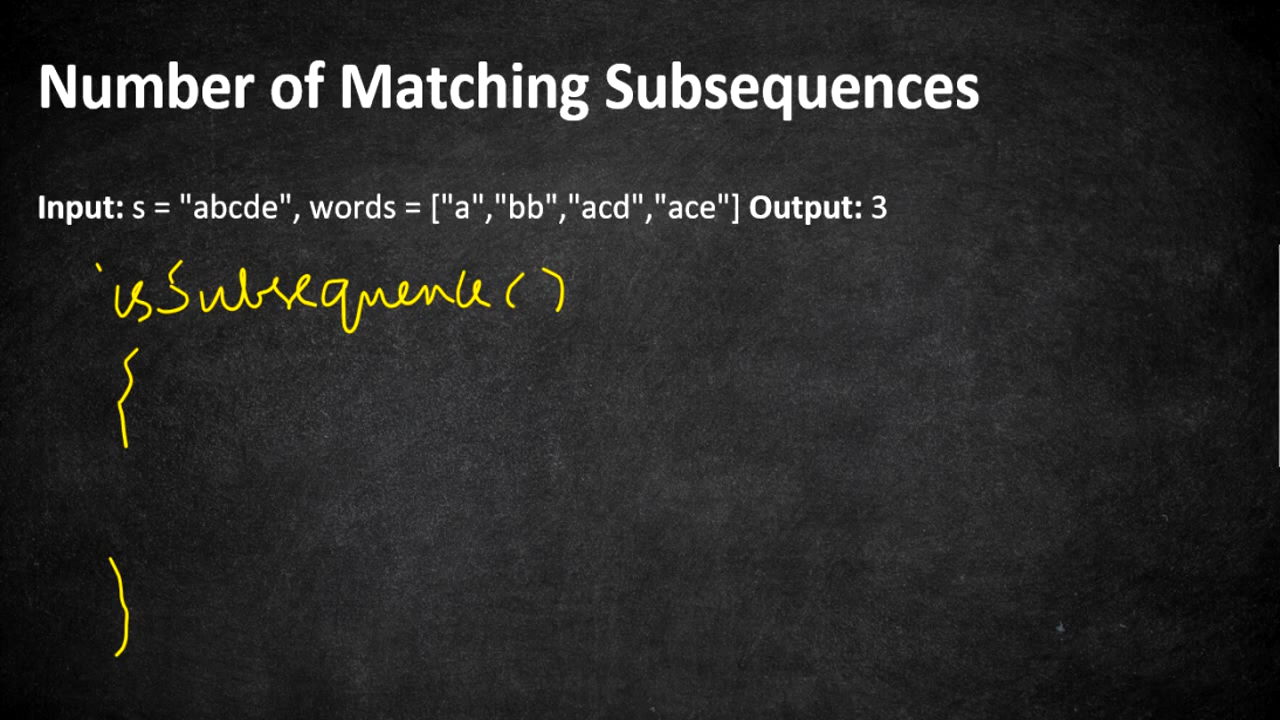 Number of Matching Subsequences
Input: s = "abcde", words = ["a","bb","acd","ace"] Output: 3
isSubsequence()
{
}